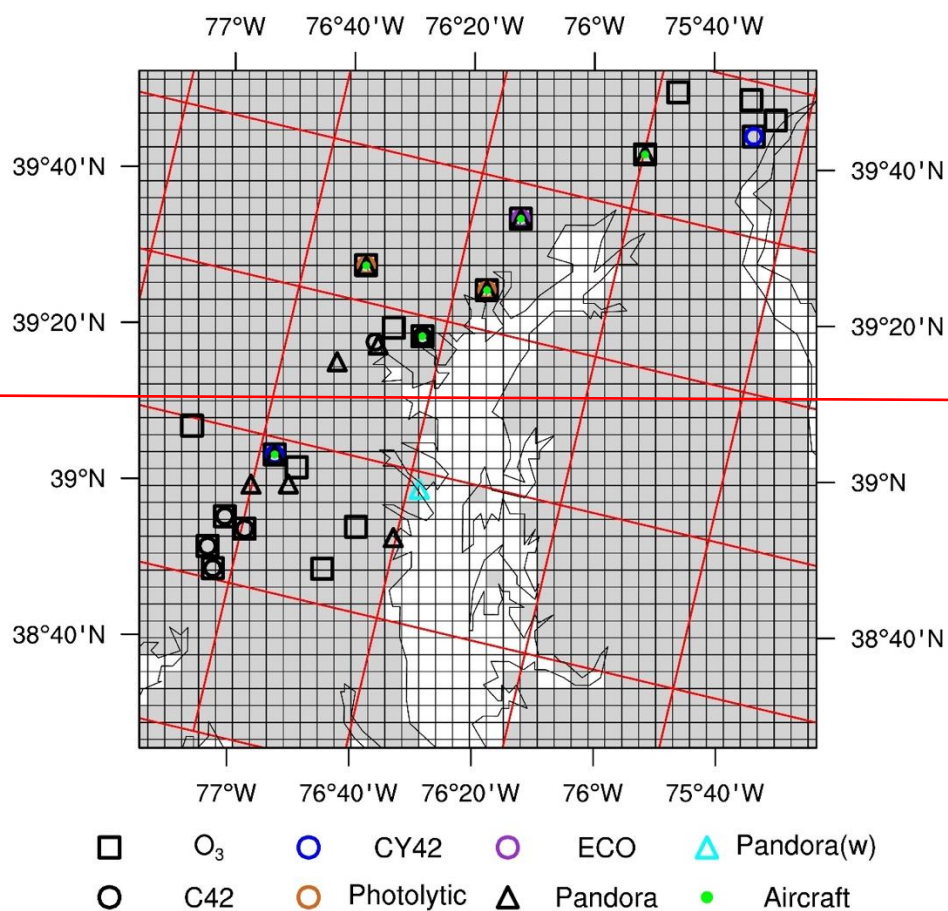 77°W 76°40'W 76°20'W 76°W 75°40'W
39°40'N 39°40'N
39°20'N 39°20'N
39°N 39°N
38°40'N 38°40'N
77°W 76°40'W 76°20'W 76°W 75°40'W
O₃ CY42 ECO Pandora(w)
C42 Photolytic Pandora Aircraft